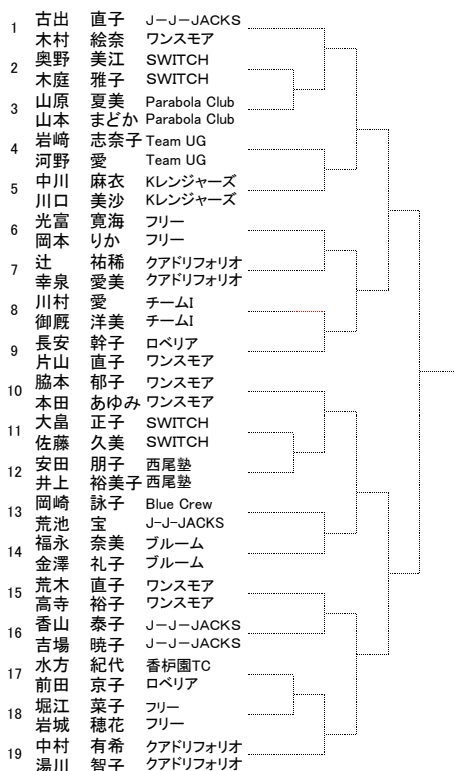 1 古出 直子 J－J－JACKS
木村 絵奈 ワンスモア
2 奥野 美江 SWITCH
木庭 雅子 SWITCH
3 山原 夏美 Parabola Club
山本 まどか Parabola Club
4 岩﨑 志奈子 Team UG
河野 愛 Team UG
5 中川 麻衣 Kレンジャーズ
川口 美沙 Kレンジャーズ
6 光富 寛海 フリー
岡本 りか フリー
7 辻 祐稀 クアドリフォリオ
幸泉 愛美 クアドリフォリオ
8 川村 愛 チームI
御厩 洋美 チームI
9 長安 幹子 ロベリア
片山 直子 ワンスモア
10 脇本 郁子 ワンスモア
本田 あゆみ ワンスモア
11 大畠 正子 SWITCH
佐藤 久美 SWITCH
12 安田 朋子 西尾塾
井上 裕美子 西尾塾
13 岡崎 詠子 Blue Crew
荒池 宝 J-J-JACKS
14 福永 奈美 ブルーム
金澤 礼子 ブルーム
15 荒木 直子 ワンスモア
高寺 裕子 ワンスモア
16 香山 泰子 J－J－JACKS
吉場 暁子 J－J－JACKS
17 水方 紀代 香枦園TC
前田 京子 ロベリア
18 堀江 菜子 フリー
岩城 穂花 フリー
19 中村 有希 クアドリフォリオ
湯川 智子 クアドリフォリオ